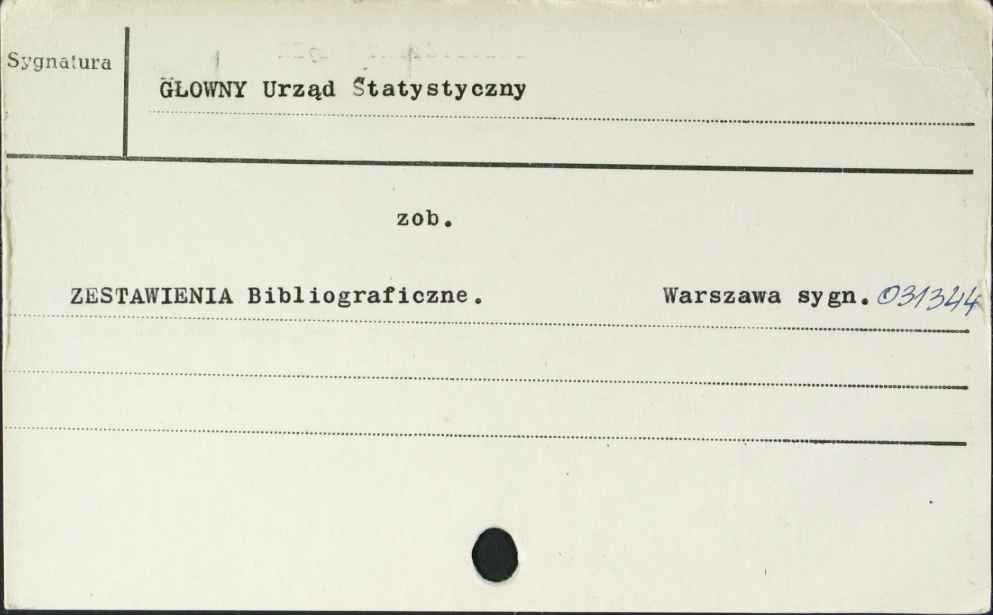 Sygnatura
GŁOWNY Urząd Statystyczny
zob.
ZESTAWIENIA Bibliograficzne. Warszawa sygn. 031344